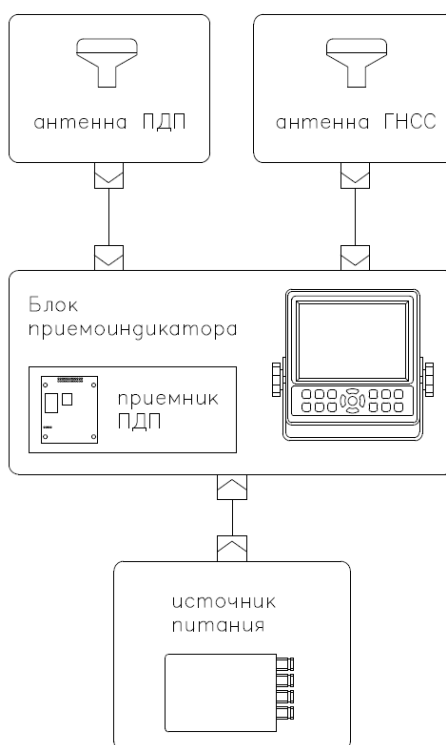 антенна ПДП
антенна ГНСС
Блок
приемоиндикатора
приемник
ПДП
источник
питания